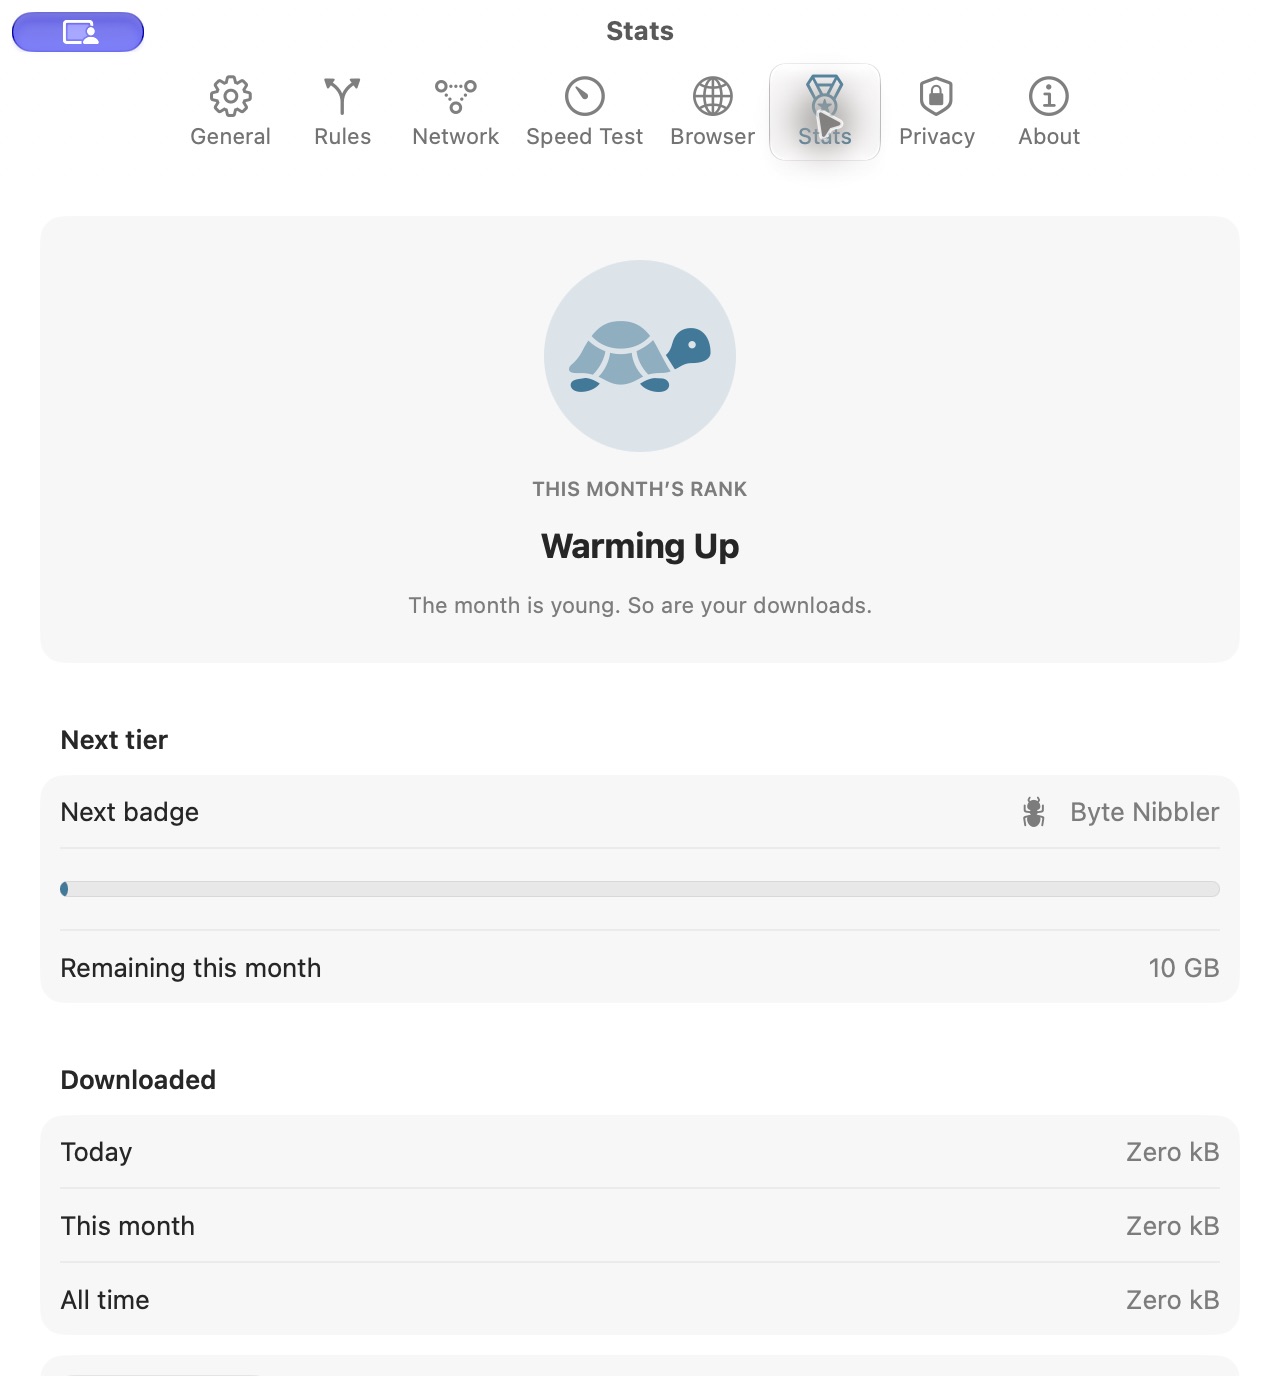 Stats
General
Rules
Network
Speed Test
Browser
Stats
Privacy
About
THIS MONTH’S RANK
Warming Up
The month is young. So are your downloads.
Next tier
Next badge
Byte Nibbler
Remaining this month
10 GB
Downloaded
Today
Zero kB
This month
Zero kB
All time
Zero kB